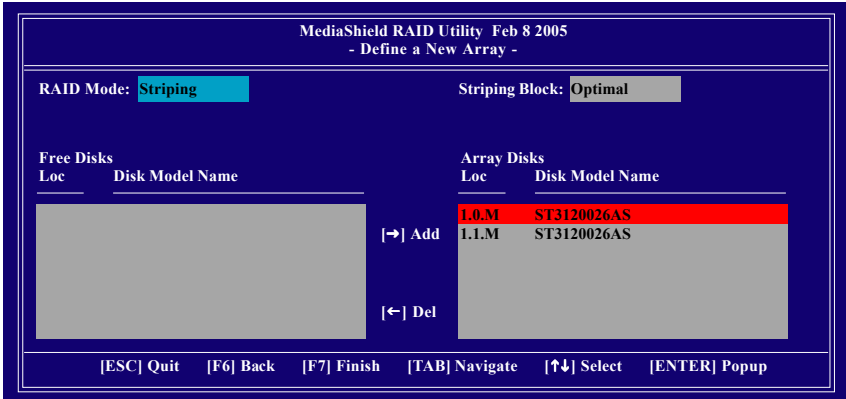 MediaShield RAID Utility Feb 8 2005
- Define a New Array -
RAID Mode: Striping
Striping Block: Optimal
Free Disks
Loc Disk Model Name
Array Disks
Loc Disk Model Name
1.0.M ST3120026AS
1.1.M ST3120026AS
[→] Add
[←] Del
[ESC] Quit [F6] Back [F7] Finish [TAB] Navigate [↑↓] Select [ENTER] Popup